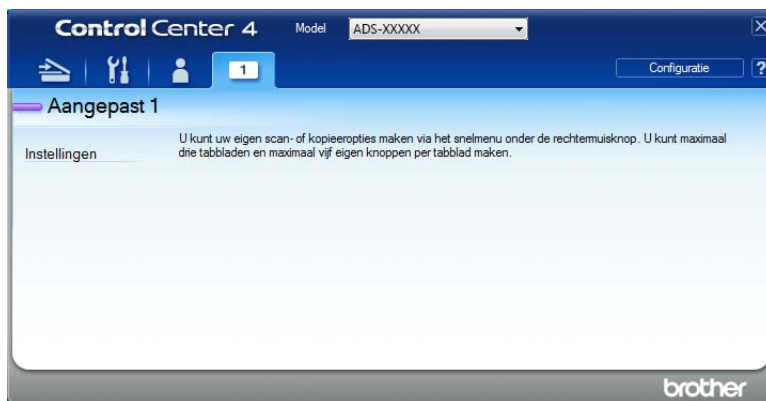 Control Center 4 Model ADS-XXXXX
1 Configuratie ?
Aangepast 1
Instellingen
U kunt uw eigen scan- of kopieeropties maken via het snelmenu onder de rechtermuisknop. U kunt maximaal
drie tabbladen en maximaal vijf eigen knoppen per tabblad maken.
brother